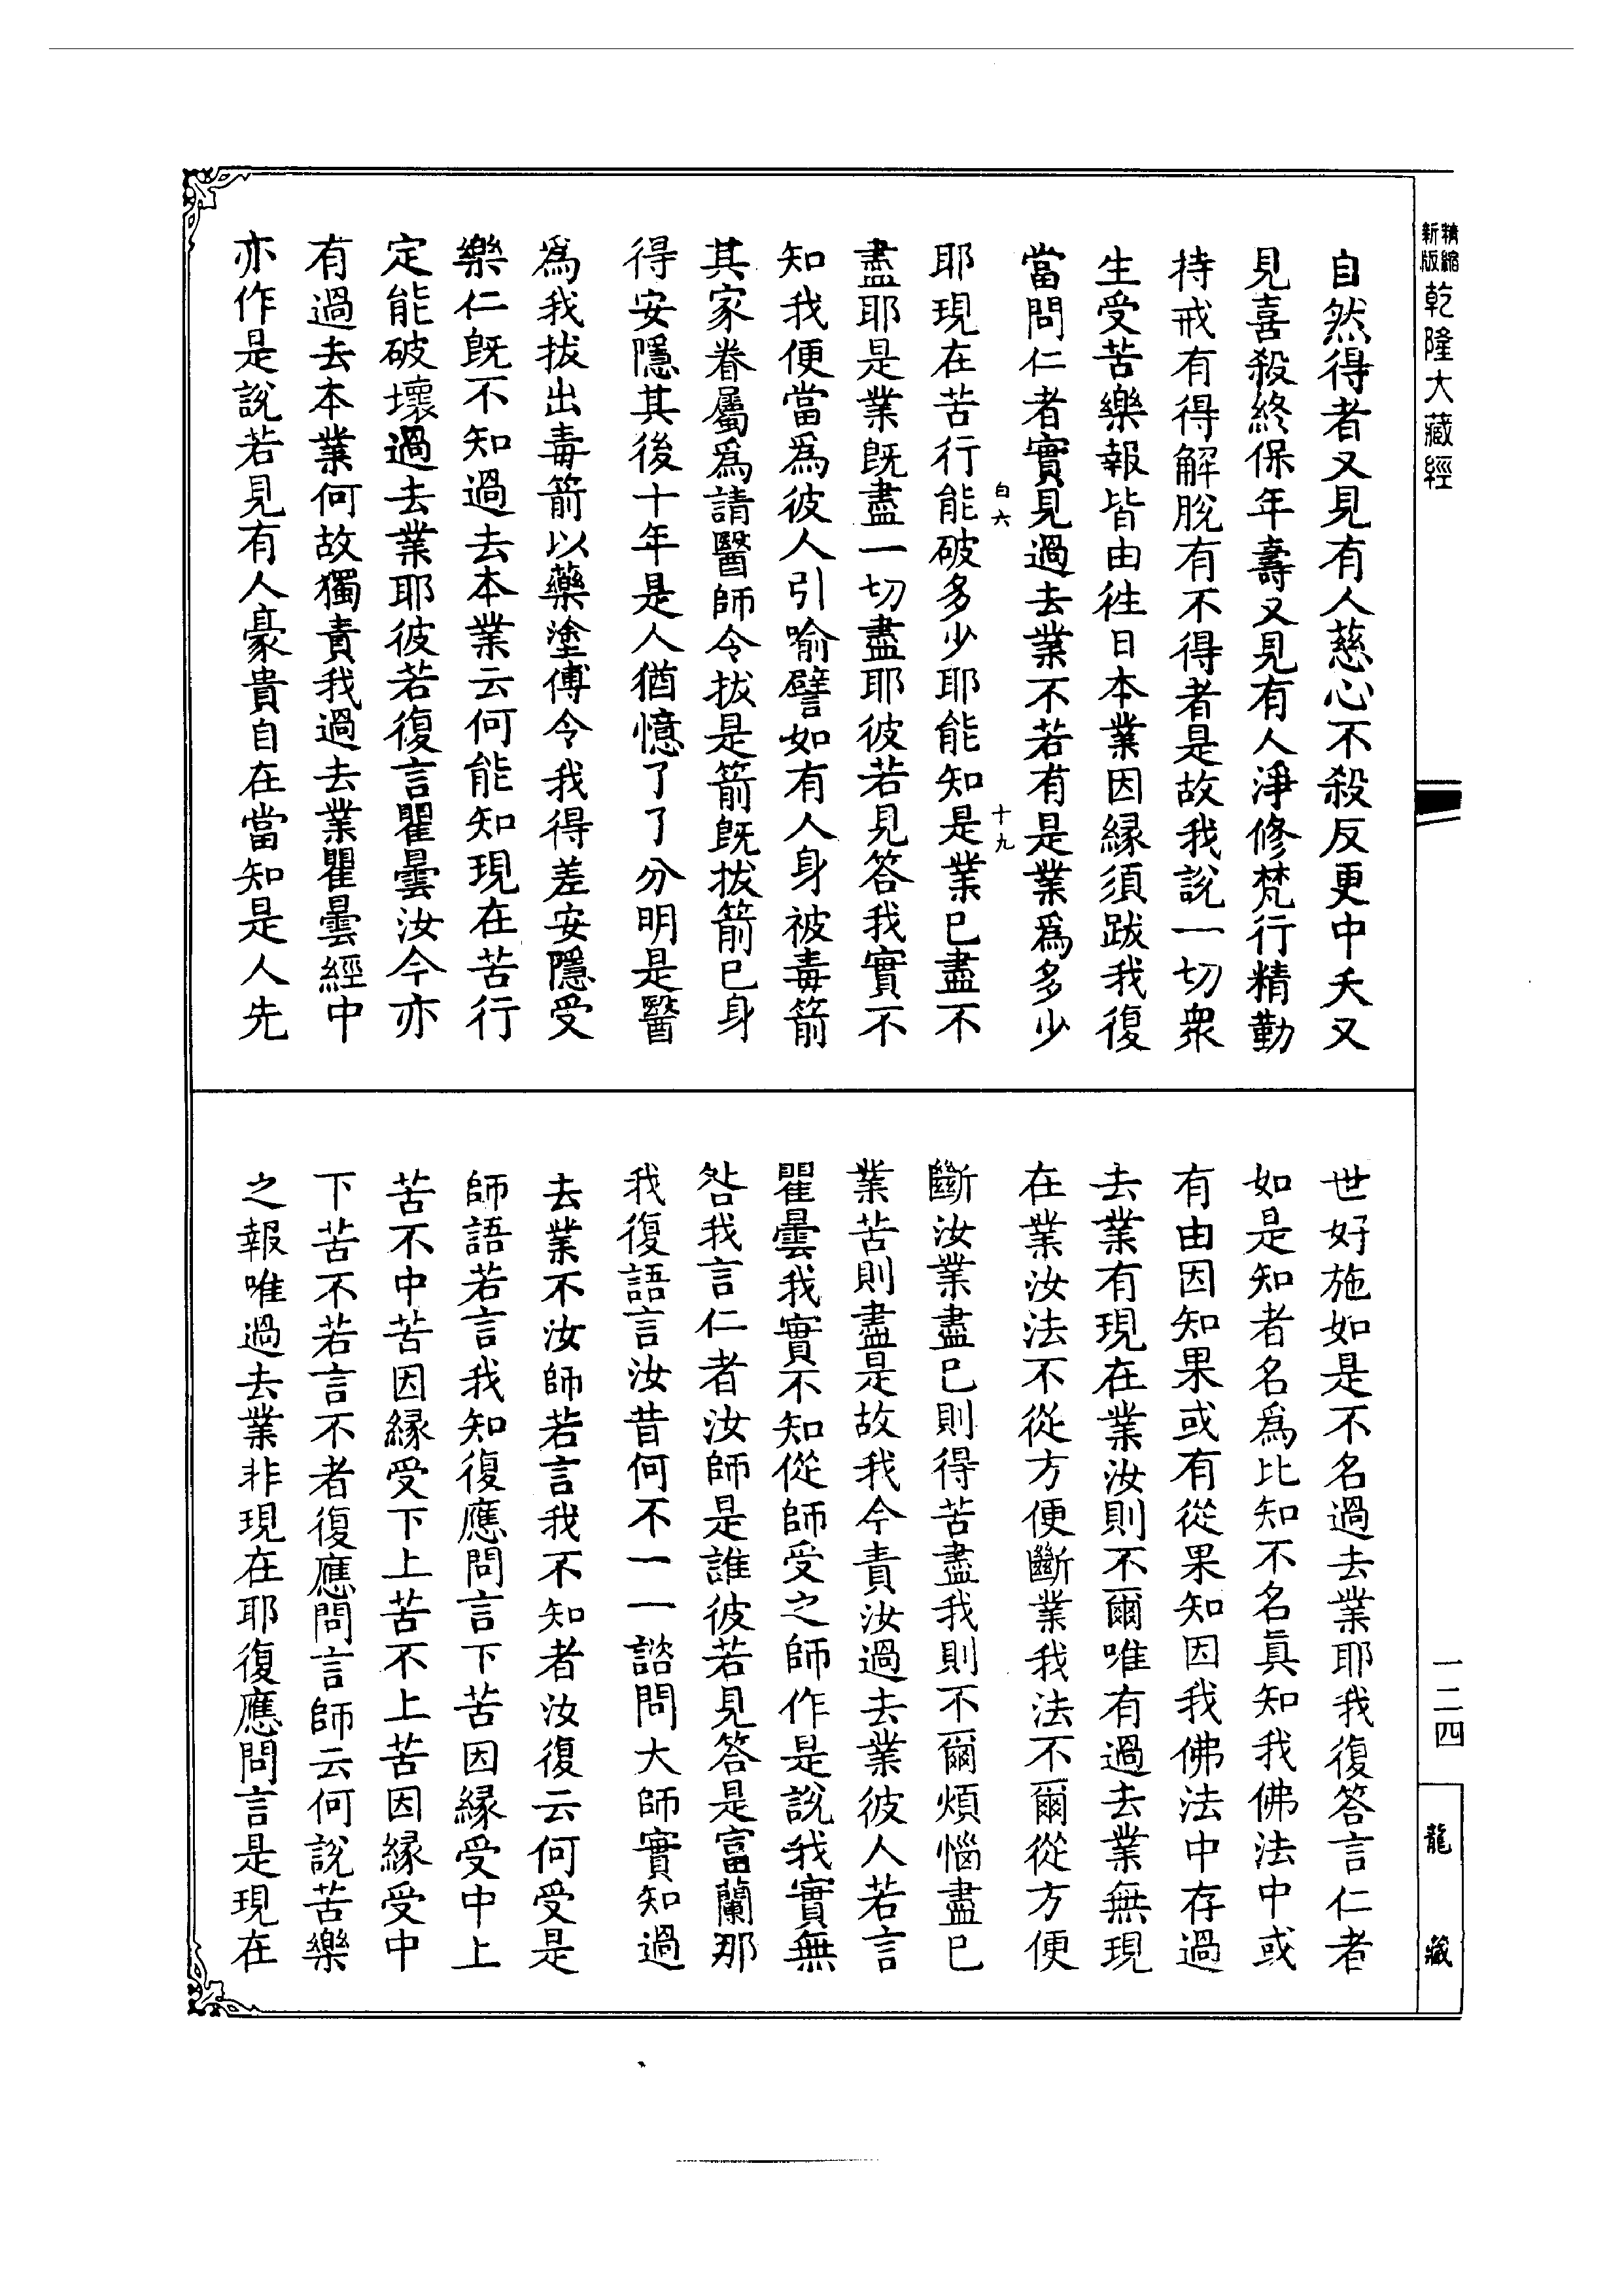 精縮新版乾隆大藏經
自然得者又見有人慈心不殺反更中夭又
見喜殺終保年壽又見有人淨修梵行精勤
持戒有得解脫有不得者是故我說一切衆
生受苦樂報皆由徃日本業因縁須跋我復
當問仁者實見過去業不若有是業爲多少
白六
十九
耶現在苦行能破多少耶能知是業已盡不
盡耶是業旣盡一切盡耶彼若見答我實不
知我便當爲彼人引喻譬如有人身被毒箭
其家眷屬爲請醫師令拔是箭旣拔箭已身
得安隱其後十年是人猶憶了了分明是醫
爲我拔出毒箭以藥塗傅令我得差安隱受
樂仁旣不知過去本業云何能知現在苦行
定能破壞過去業耶彼若復言瞿曇汝今亦
有過去本業何故獨責我過去業瞿曇經中
亦作是說若見有人豪貴自在當知是人先
世好施如是不名過去業耶我復答言仁者
如是知者名爲比知不名眞知我佛法中或
有由因知果或有從果知因我佛法中存過
去業有現在業汝則不爾唯有過去業無現
在業汝法不從方便斷業我法不爾從方便
斷汝業盡已則得苦盡我則不爾煩惱盡已
業苦則盡是故我今責汝過去業彼人若言
瞿曇我實不知從師受之師作是說我實無
咎我言仁者汝師是誰彼若見答是富蘭那
我復語言汝昔何不一一諮問大師實知過
去業不汝師若言我不知者汝復云何受是
師語若言我知復應問言下苦因縁受中上
苦不中苦因縁受下上苦不上苦因縁受中
下苦不若言不者復應問言師云何說苦樂
之報唯過去業非現在耶復應問言是現在
一二四
龍藏